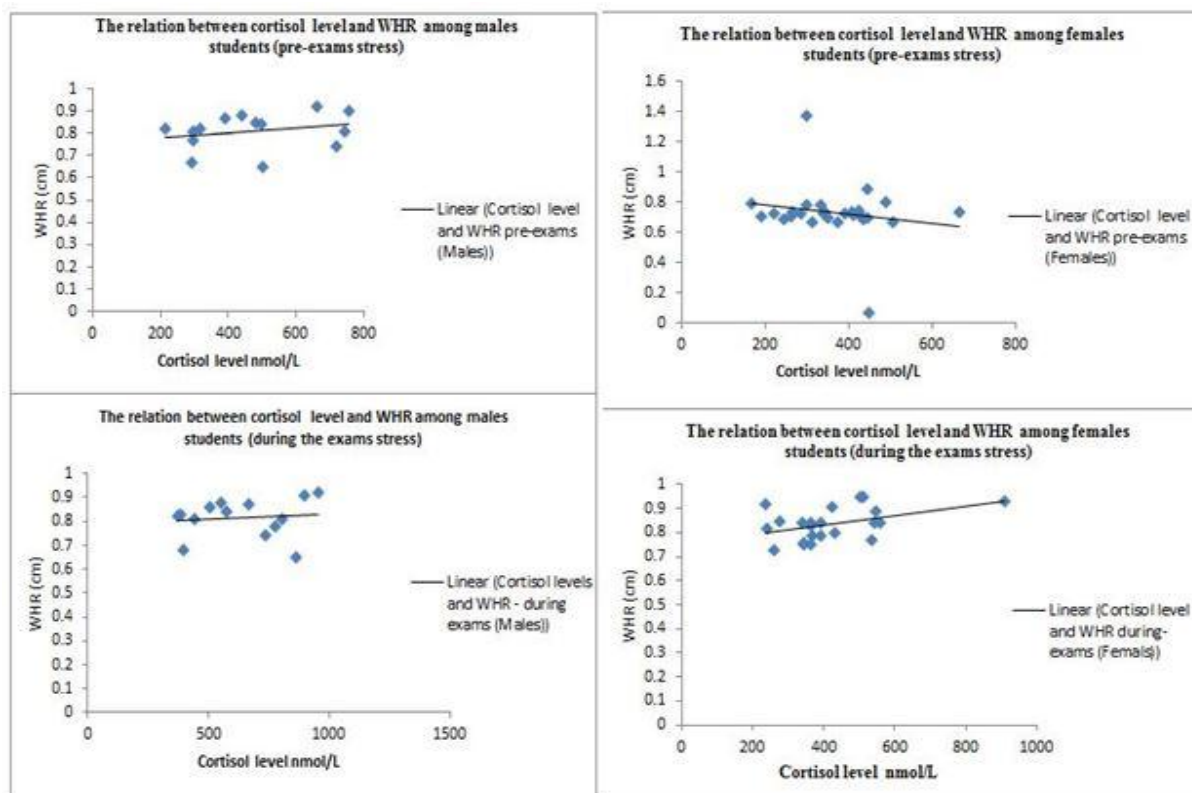 The relation between cortisol level and WHR among males
students (pre-exams stress)
WHR (cm)
1
0.9
0.8
0.7
0.6
0.5
0.4
0.3
0.2
0.1
0
0 200 400 600 800
Cortisol level nmol/L
Linear (Cortisol level
and WHR pre-exams
(Males))
The relation between cortisol level and WHR among females
students (pre-exams stress)
WHR (cm)
1.6
1.4
1.2
1
0.8
0.6
0.4
0.2
0
0 200 400 600 800
Cortisol level nmol/L
Linear (Cortisol level
and WHR pre-exams
(Females))
The relation between cortisol level and WHR among males
students (during the exams stress)
WHR (cm)
1
0.9
0.8
0.7
0.6
0.5
0.4
0.3
0.2
0.1
0
0 500 1000 1500
Cortisol level nmol/L
Linear (Cortisol levels
and WHR - during
exams (Males))
The relation between cortisol level and WHR among females
students (during the exams stress)
WHR (cm)
1
0.9
0.8
0.7
0.6
0.5
0.4
0.3
0.2
0.1
0
0 200 400 600 800 1000
Cortisol level nmol/L
Linear (Cortisol level
and WHR during-
exams (Femals))